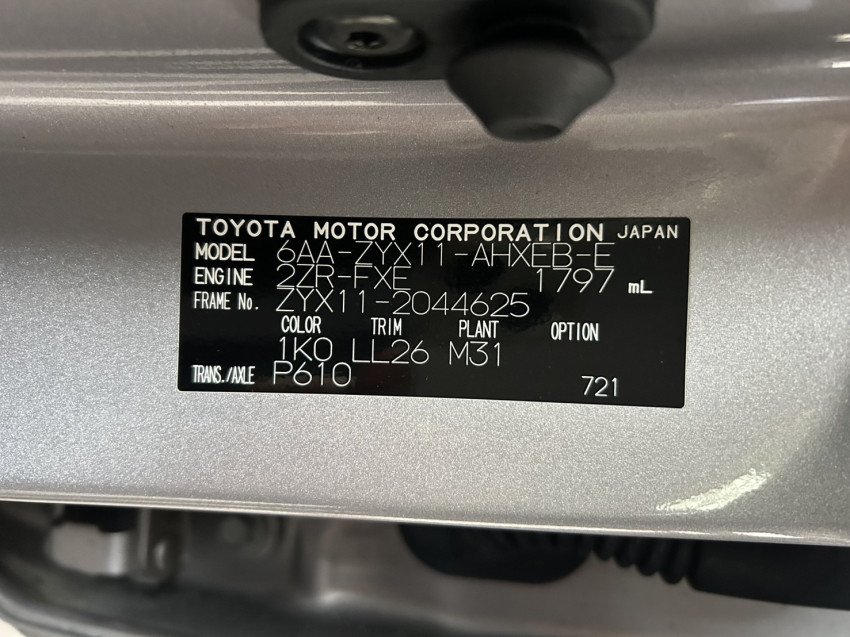 TOYOTA MOTOR CORPORATION JAPAN
MODEL 6AA-ZYX11-AHXEB-E
ENGINE 2ZR-FXE 1797 mL
FRAME No. ZYX11-2044625
COLOR TRIM PLANT OPTION
1K0 LL26 M31
TRANS./AXLE P610 721